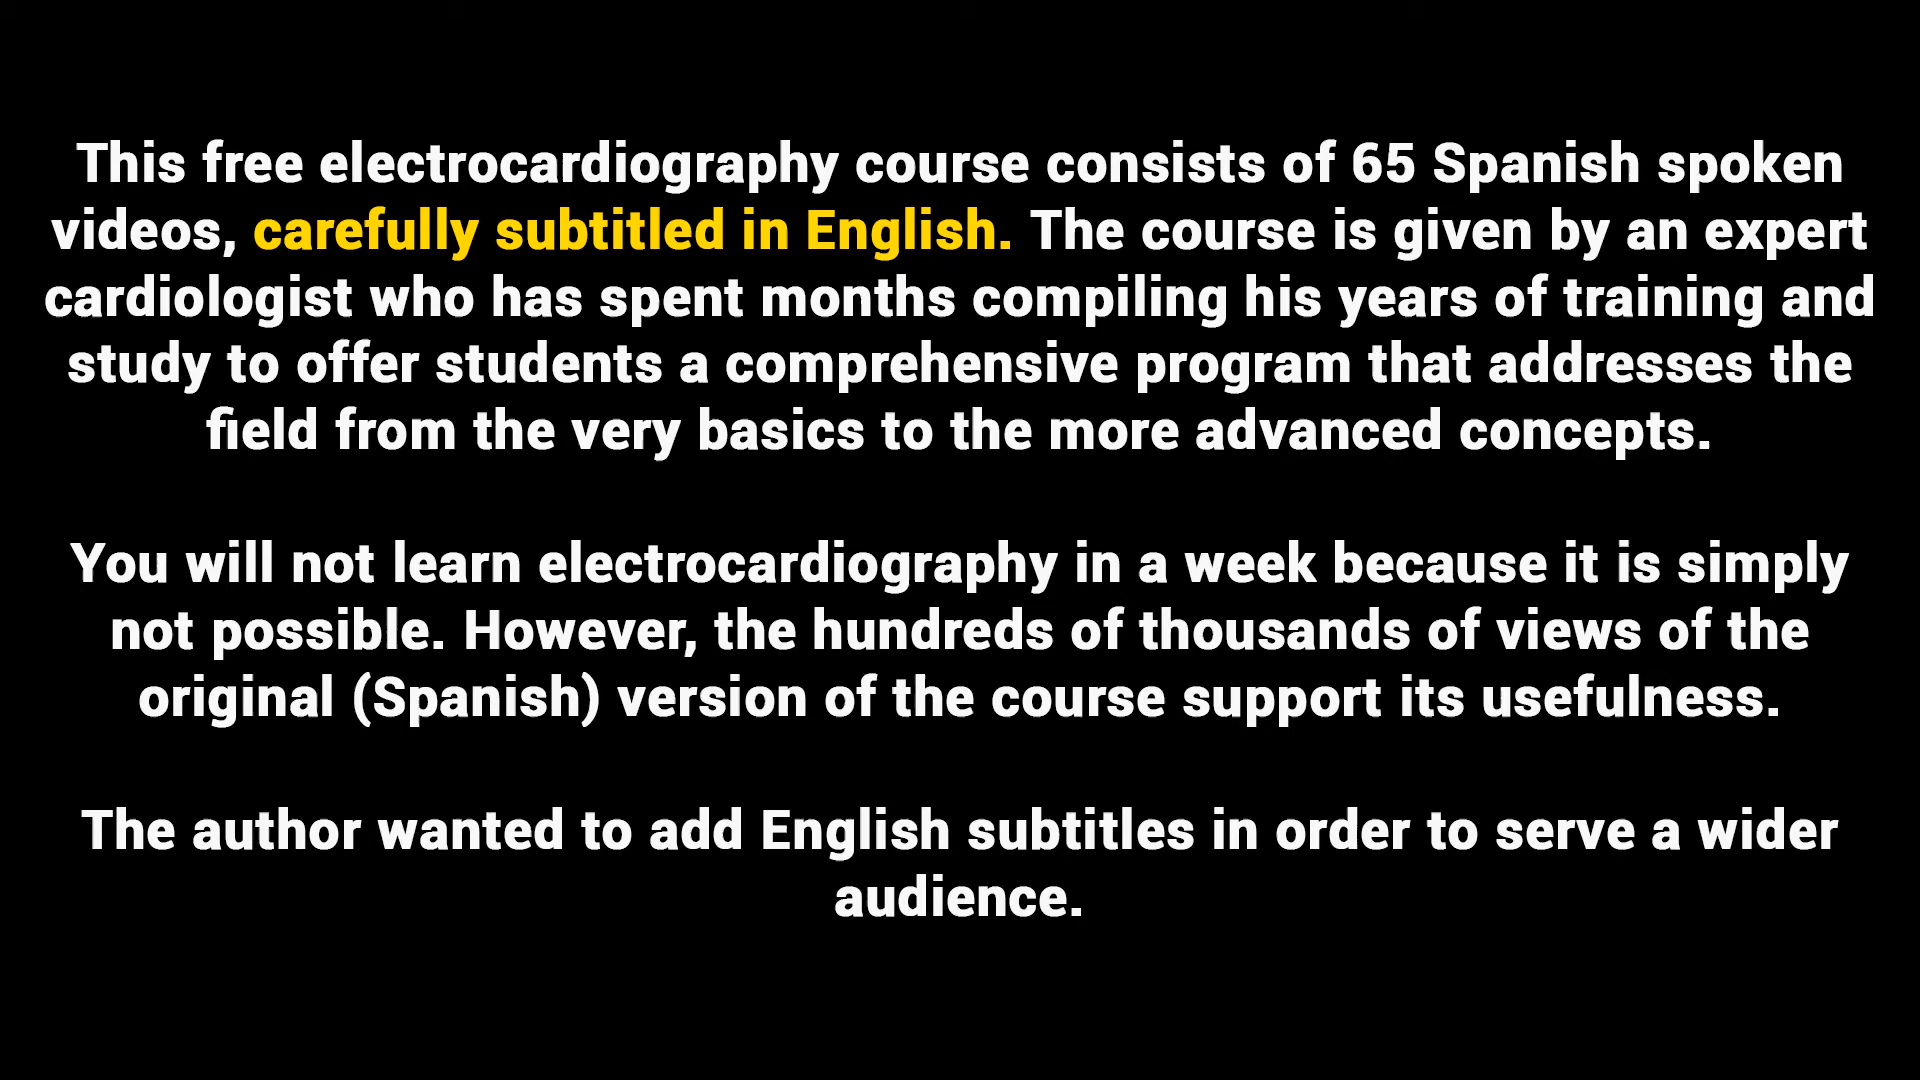 This free electrocardiography course consists of 65 Spanish spoken
videos, carefully subtitled in English. The course is given by an expert
cardiologist who has spent months compiling his years of training and
study to offer students a comprehensive program that addresses the
field from the very basics to the more advanced concepts.
You will not learn electrocardiography in a week because it is simply
not possible. However, the hundreds of thousands of views of the
original (Spanish) version of the course support its usefulness.
The author wanted to add English subtitles in order to serve a wider
audience.